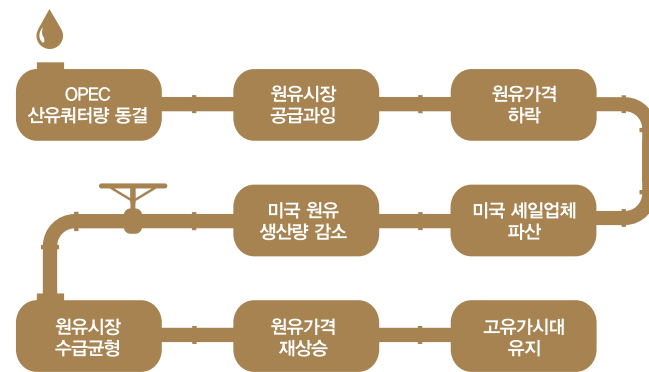 OPEC
산유쿼터량 동결
원유시장
공급과잉
원유가격
하락
미국 셰일업체
파산
미국 원유
생산량 감소
원유시장
수급균형
원유가격
재상승
고유가시대
유지